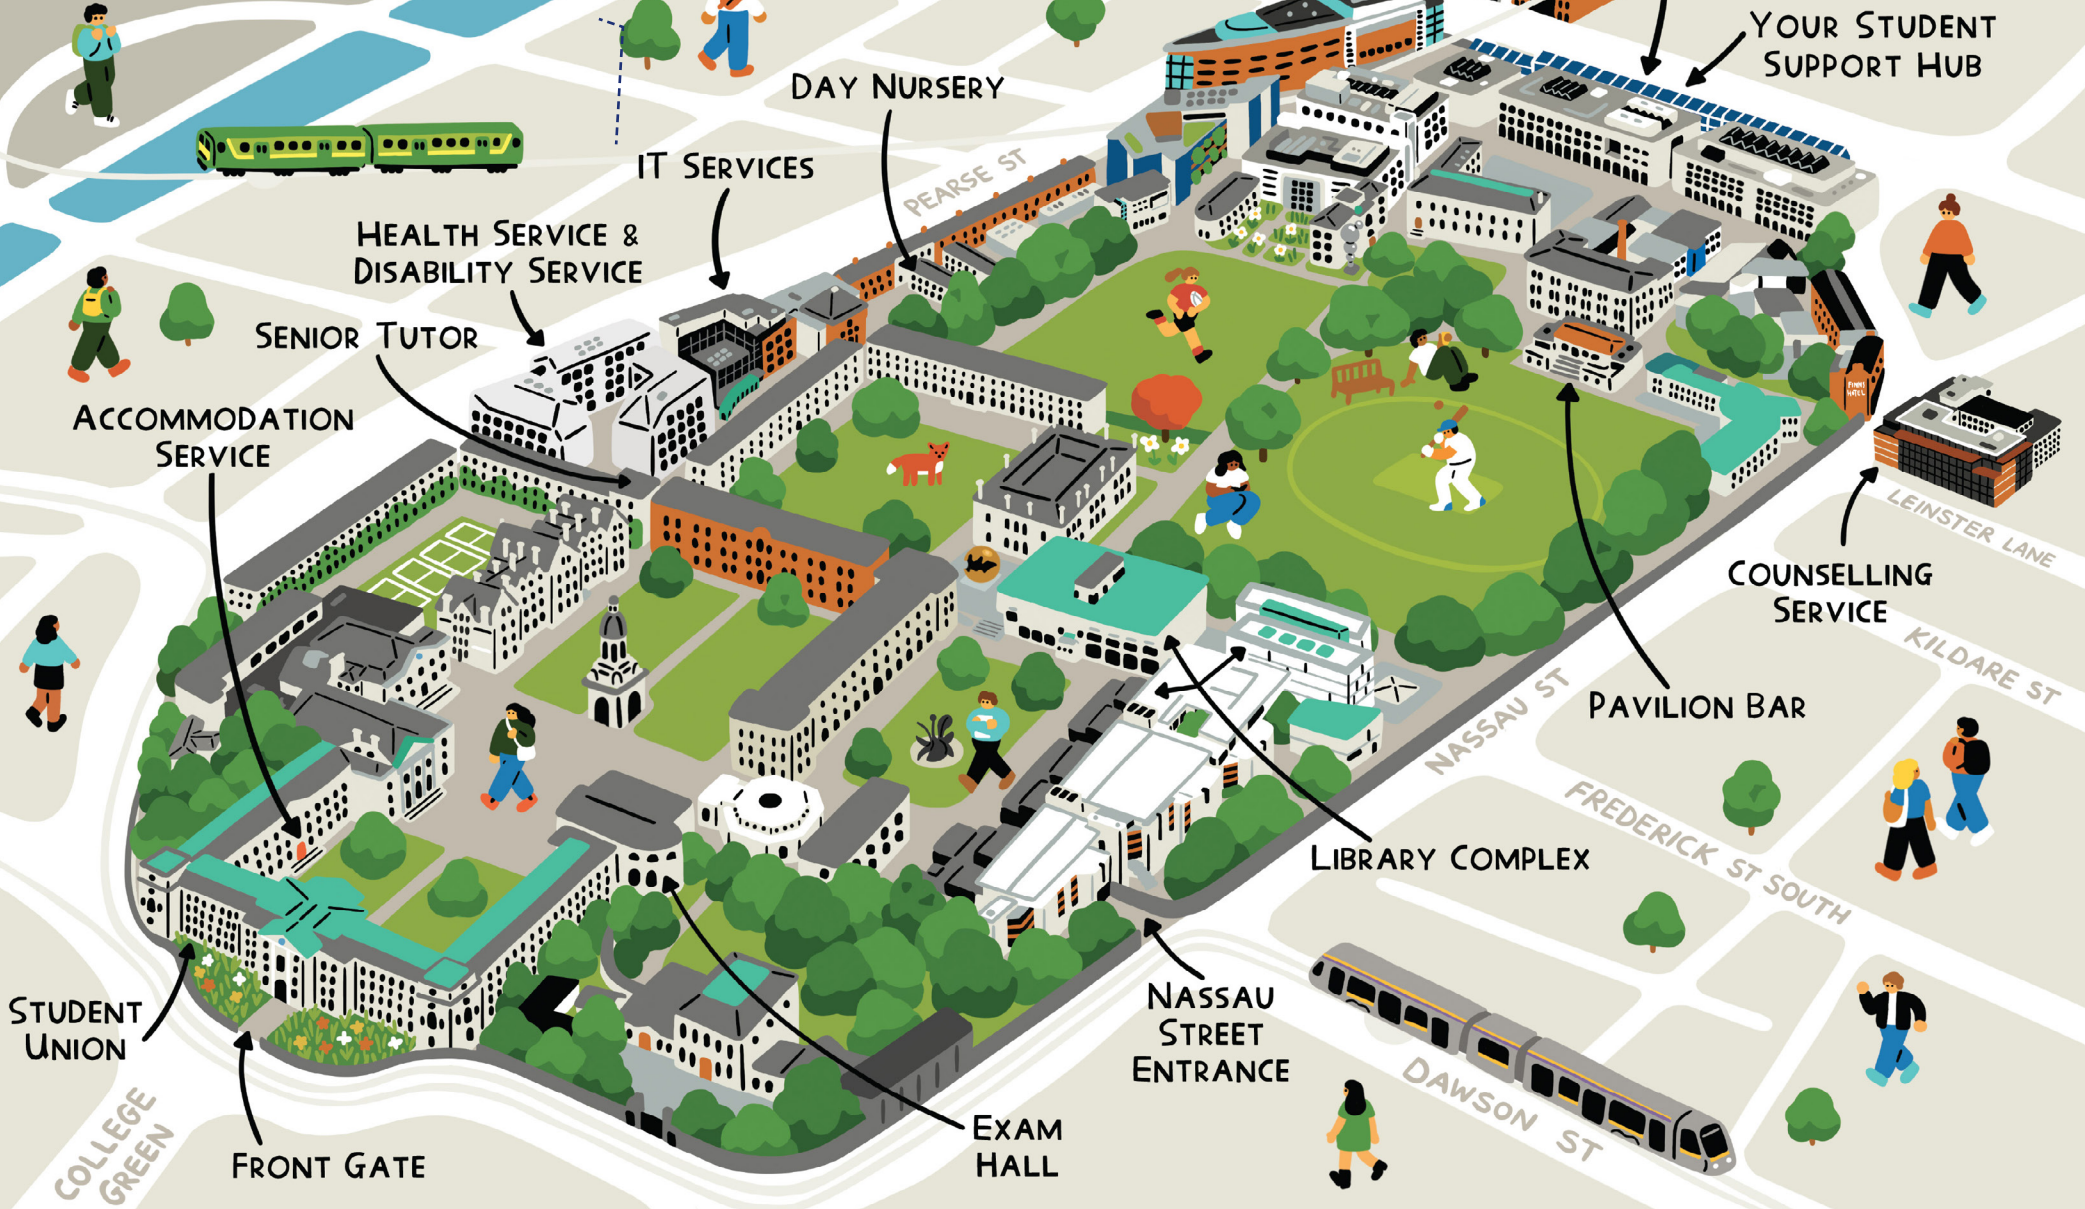 YOUR STUDENT
SUPPORT HUB
DAY NURSERY
IT SERVICES
PEARSE ST
HEALTH SERVICE &
DISABILITY SERVICE
SENIOR TUTOR
ACCOMMODATION
SERVICE
FINNS
HOTEL
LEINSTER LANE
COUNSELLING
SERVICE
KILDARE ST
PAVILION BAR
NASSAU ST
FREDERICK ST SOUTH
LIBRARY COMPLEX
STUDENT
UNION
NASSAU
STREET
ENTRANCE
DAWSON ST
COLLEGE
GREEN
FRONT GATE
EXAM
HALL